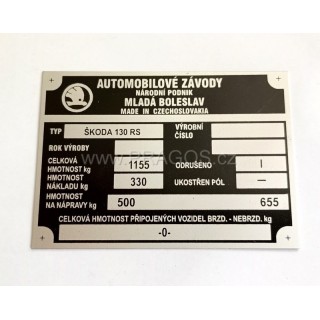 AUTOMOBILOVÉ ZÁVODY
NÁRODNÍ PODNIK
MLADÁ BOLESLAV
MADE IN CZECHOSLOVAKIA
TYP ŠKODA 130 RS VÝROBNÍ ČÍSLO
ROK VÝROBY
CELKOVÁ HMOTNOST kg 1155 ODRUŠENO I
HMOTNOST NÁKLADU kg 330 UKOSTŘEN PÓL —
HMOTNOST NA NÁPRAVY kg 500 655
CELKOVÁ HMOTNOST PŘIPOJENÝCH VOZIDEL BRZD. - NEBRZD. kg
-0-